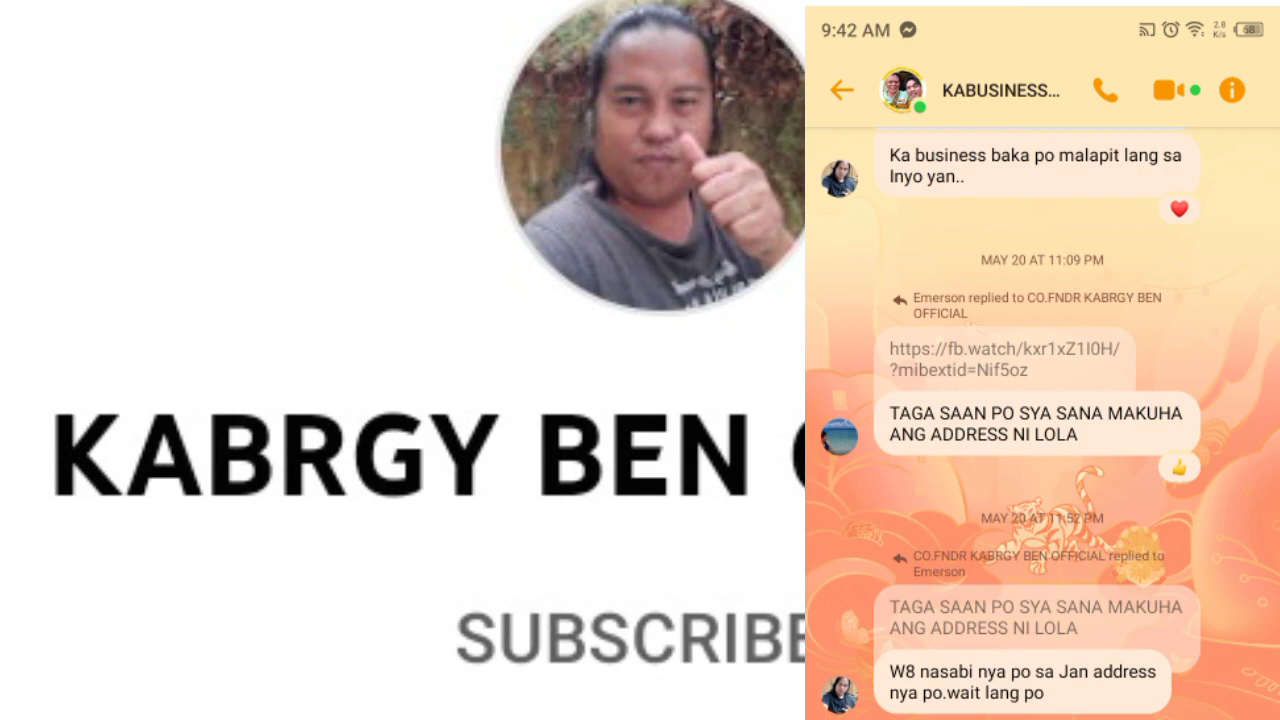 KABRGY BEN
SUBSCRIBE
9:42 AM
2.8
K/s
68
KABUSINESS...
Ka business baka po malapit lang sa
Inyo yan..
MAY 20 AT 11:09 PM
Emerson replied to CO.FNDR KABRGY BEN
OFFICIAL
https://fb.watch/kxr1xZ1l0H/
?mibextid=Nif5oz
TAGA SAAN PO SYA SANA MAKUHA
ANG ADDRESS NI LOLA
MAY 20 AT 11:52 PM
CO.FNDR KABRGY BEN OFFICIAL replied to
Emerson
TAGA SAAN PO SYA SANA MAKUHA
ANG ADDRESS NI LOLA
W8 nasabi nya po sa Jan address
nya po.wait lang po